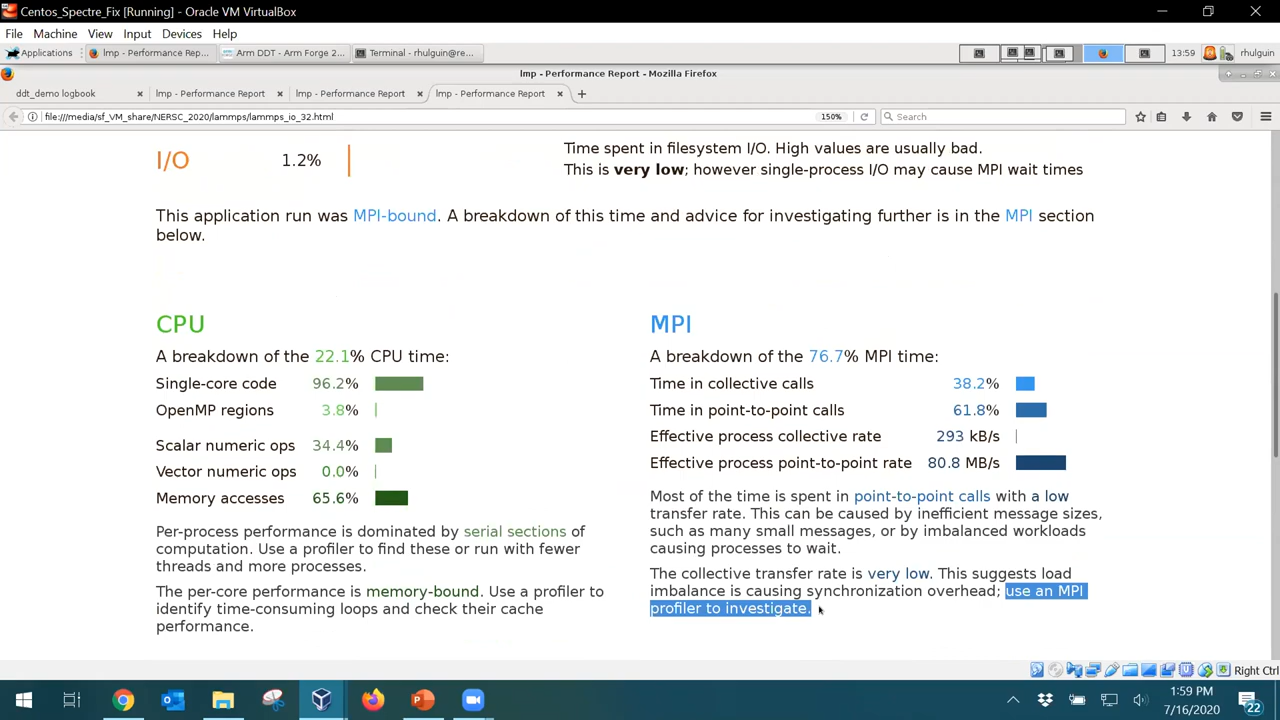 Centos_Spectre_Fix [Running] - Oracle VM VirtualBox
File Machine View Input Devices Help
Applications lmp - Performance Rep... Arm DDT - Arm Forge 2... Terminal - rhulguin@re... 13:59 rhulguin
lmp - Performance Report - Mozilla Firefox
ddt_demo logbook lmp - Performance Report lmp - Performance Report lmp - Performance Report
file:///media/sf_VM_share/NERSC_2020/lammps/lammps_io_32.html 150% Search
I/O 1.2% Time spent in filesystem I/O. High values are usually bad.
This is very low; however single-process I/O may cause MPI wait times
This application run was MPI-bound. A breakdown of this time and advice for investigating further is in the MPI section
below.
CPU
A breakdown of the 22.1% CPU time:
Single-core code 96.2%
OpenMP regions 3.8%
Scalar numeric ops 34.4%
Vector numeric ops 0.0%
Memory accesses 65.6%
Per-process performance is dominated by serial sections of
computation. Use a profiler to find these or run with fewer
threads and more processes.
The per-core performance is memory-bound. Use a profiler to
identify time-consuming loops and check their cache
performance.
MPI
A breakdown of the 76.7% MPI time:
Time in collective calls 38.2%
Time in point-to-point calls 61.8%
Effective process collective rate 293 kB/s
Effective process point-to-point rate 80.8 MB/s
Most of the time is spent in point-to-point calls with a low
transfer rate. This can be caused by inefficient message sizes,
such as many small messages, or by imbalanced workloads
causing processes to wait.
The collective transfer rate is very low. This suggests load
imbalance is causing synchronization overhead; use an MPI
profiler to investigate.
Right Ctrl
1:59 PM
7/16/2020
22